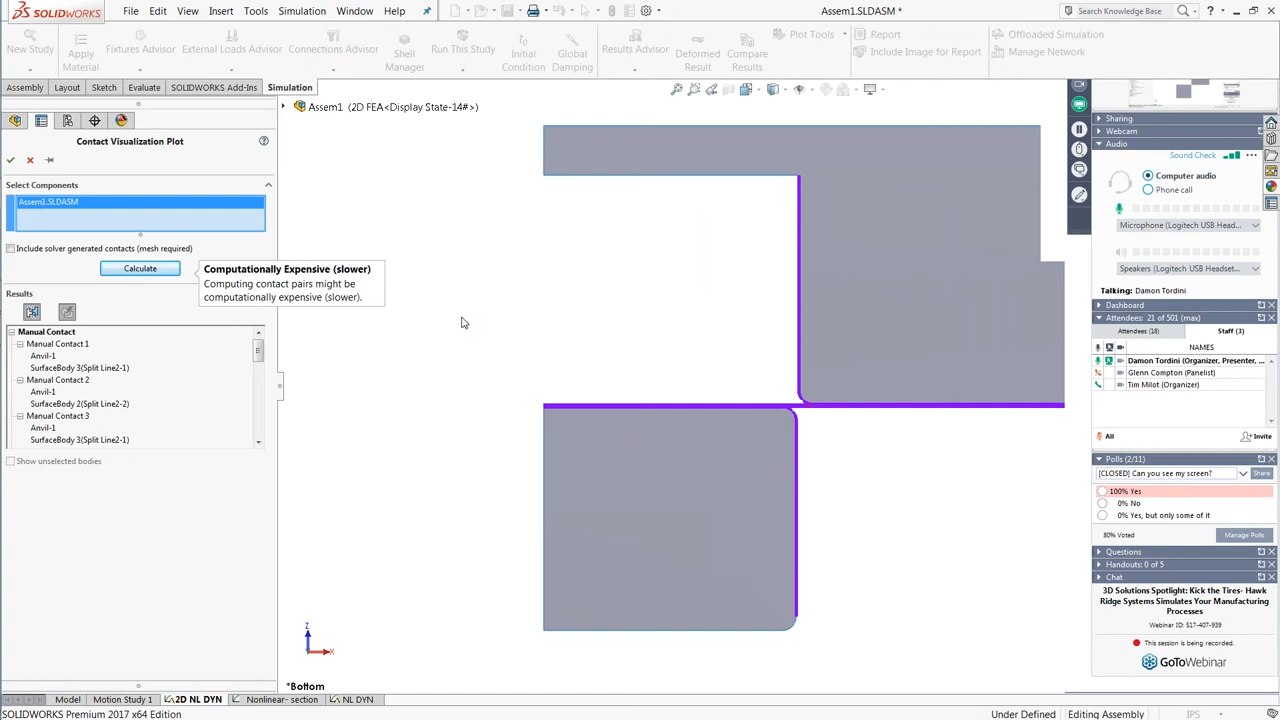 SOLIDWORKS File Edit View Insert Tools Simulation Window Help Assem1.SLDASM * Search Knowledge Base
New Study
Apply Material
Fixtures Advisor
External Loads Advisor
Connections Advisor
Shell Manager
Run This Study
Initial Condition
Global Damping
Results Advisor
Deformed Result
Compare Results
Plot Tools
Report
Include Image for Report
Offloaded Simulation
Manage Network
Assembly Layout Sketch Evaluate SOLIDWORKS Add-Ins Simulation
Assem1 (2D FEA<Display State-14#>)
Contact Visualization Plot
Select Components
Assem1.SLDASM
Include solver generated contacts (mesh required)
Calculate
Computationally Expensive (slower)
Computing contact pairs might be
computationally expensive (slower).
Results
Manual Contact
Manual Contact 1
Anvil-1
SurfaceBody 3(Split Line2-1)
Manual Contact 2
Anvil-1
SurfaceBody 2(Split Line2-2)
Manual Contact 3
Anvil-1
SurfaceBody 3(Split Line2-1)
Show unselected bodies
Z
X
*Bottom
Sharing
Webcam
Audio
Sound Check
Computer audio
Phone call
Microphone (Logitech USB Head...
Speakers (Logitech USB Headset...
Talking: Damon Tordini
Dashboard
Attendees: 21 of 501 (max)
Attendees (18) Staff (3)
NAMES
Damon Tordini (Organizer, Presenter, ...
Glenn Compton (Panelist)
Tim Milot (Organizer)
All Invite
Polls (2/11)
[CLOSED] Can you see my screen? Share
100% Yes
0% No
0% Yes, but only some of it
80% Voted Manage Polls
Questions
Handouts: 0 of 5
Chat
3D Solutions Spotlight: Kick the Tires- Hawk
Ridge Systems Simulates Your Manufacturing
Processes
Webinar ID: 517-407-939
This session is being recorded.
GoToWebinar
Model Motion Study 1 2D NL DYN Nonlinear- section NL DYN
SOLIDWORKS Premium 2017 x64 Edition Under Defined Editing Assembly IPS